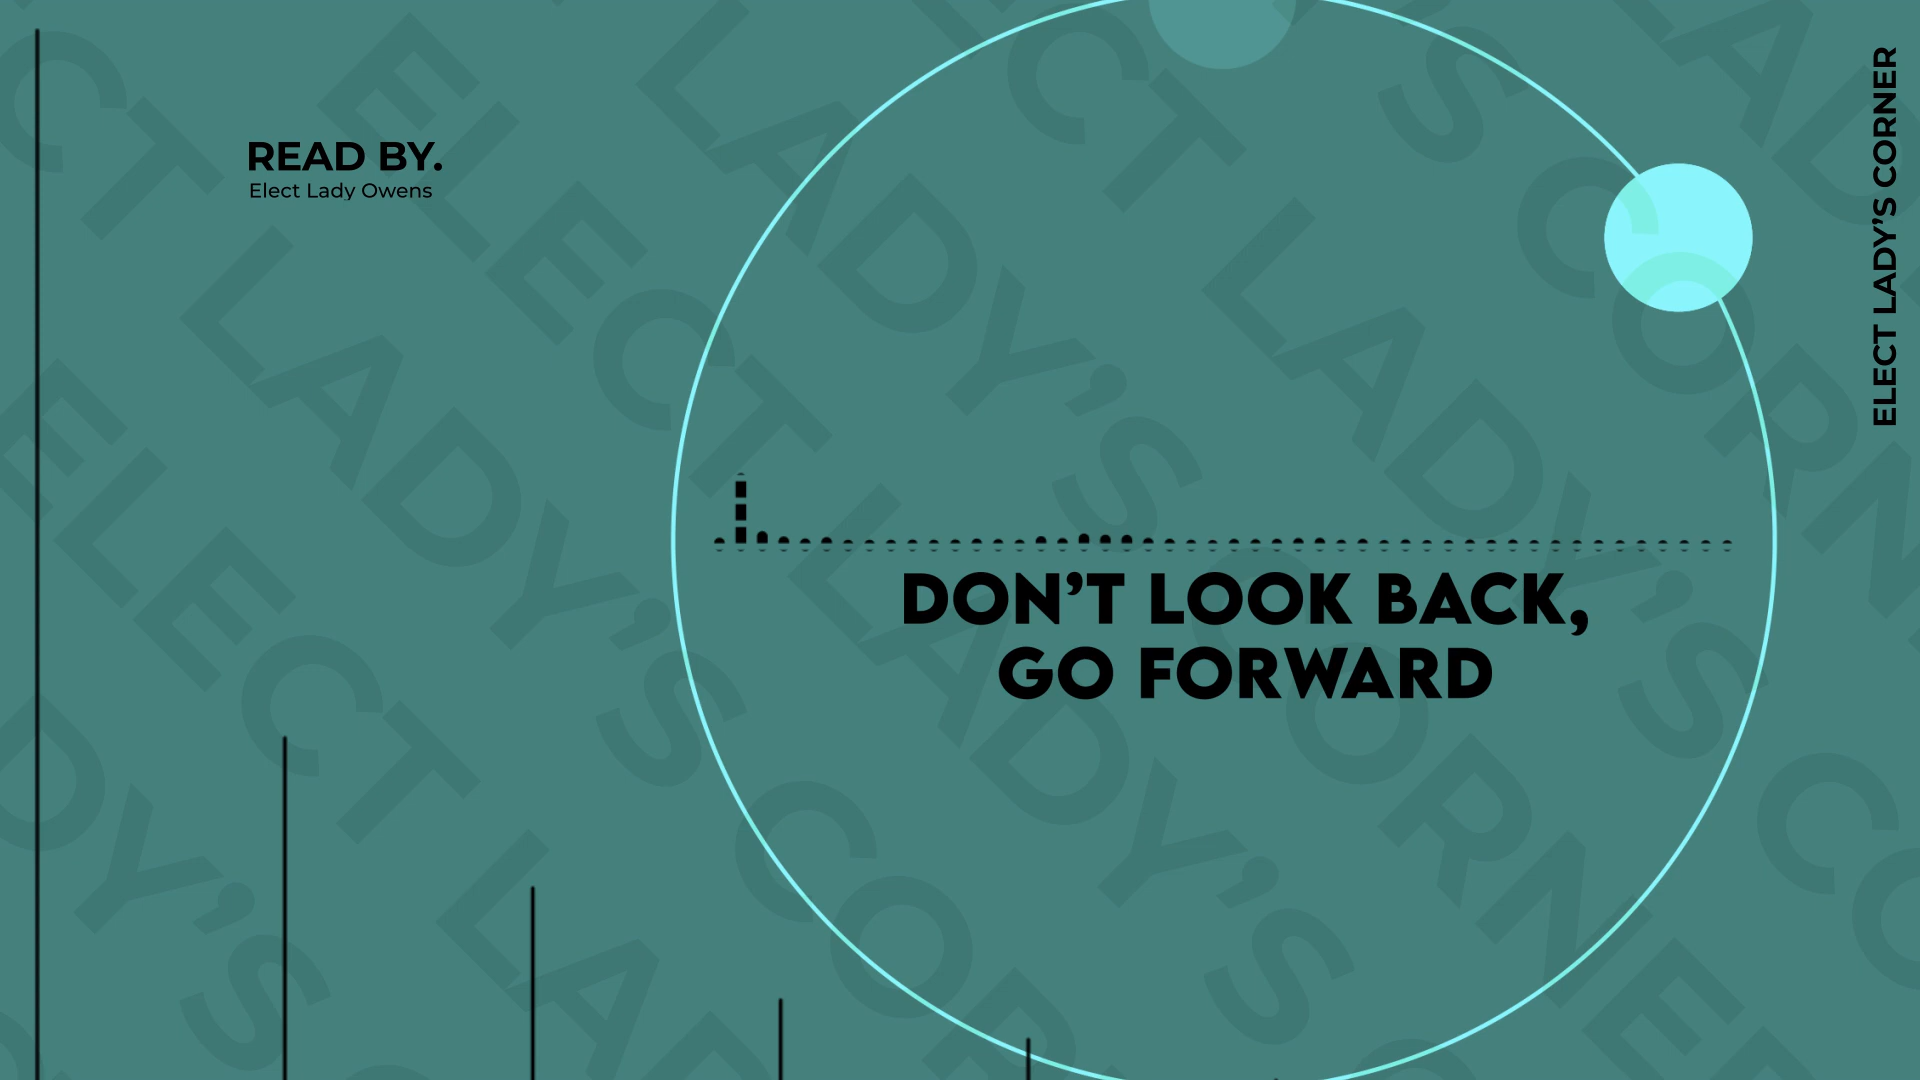 READ BY.
Elect Lady Owens
DON’T LOOK BACK,
GO FORWARD
ELECT LADY’S CORNER